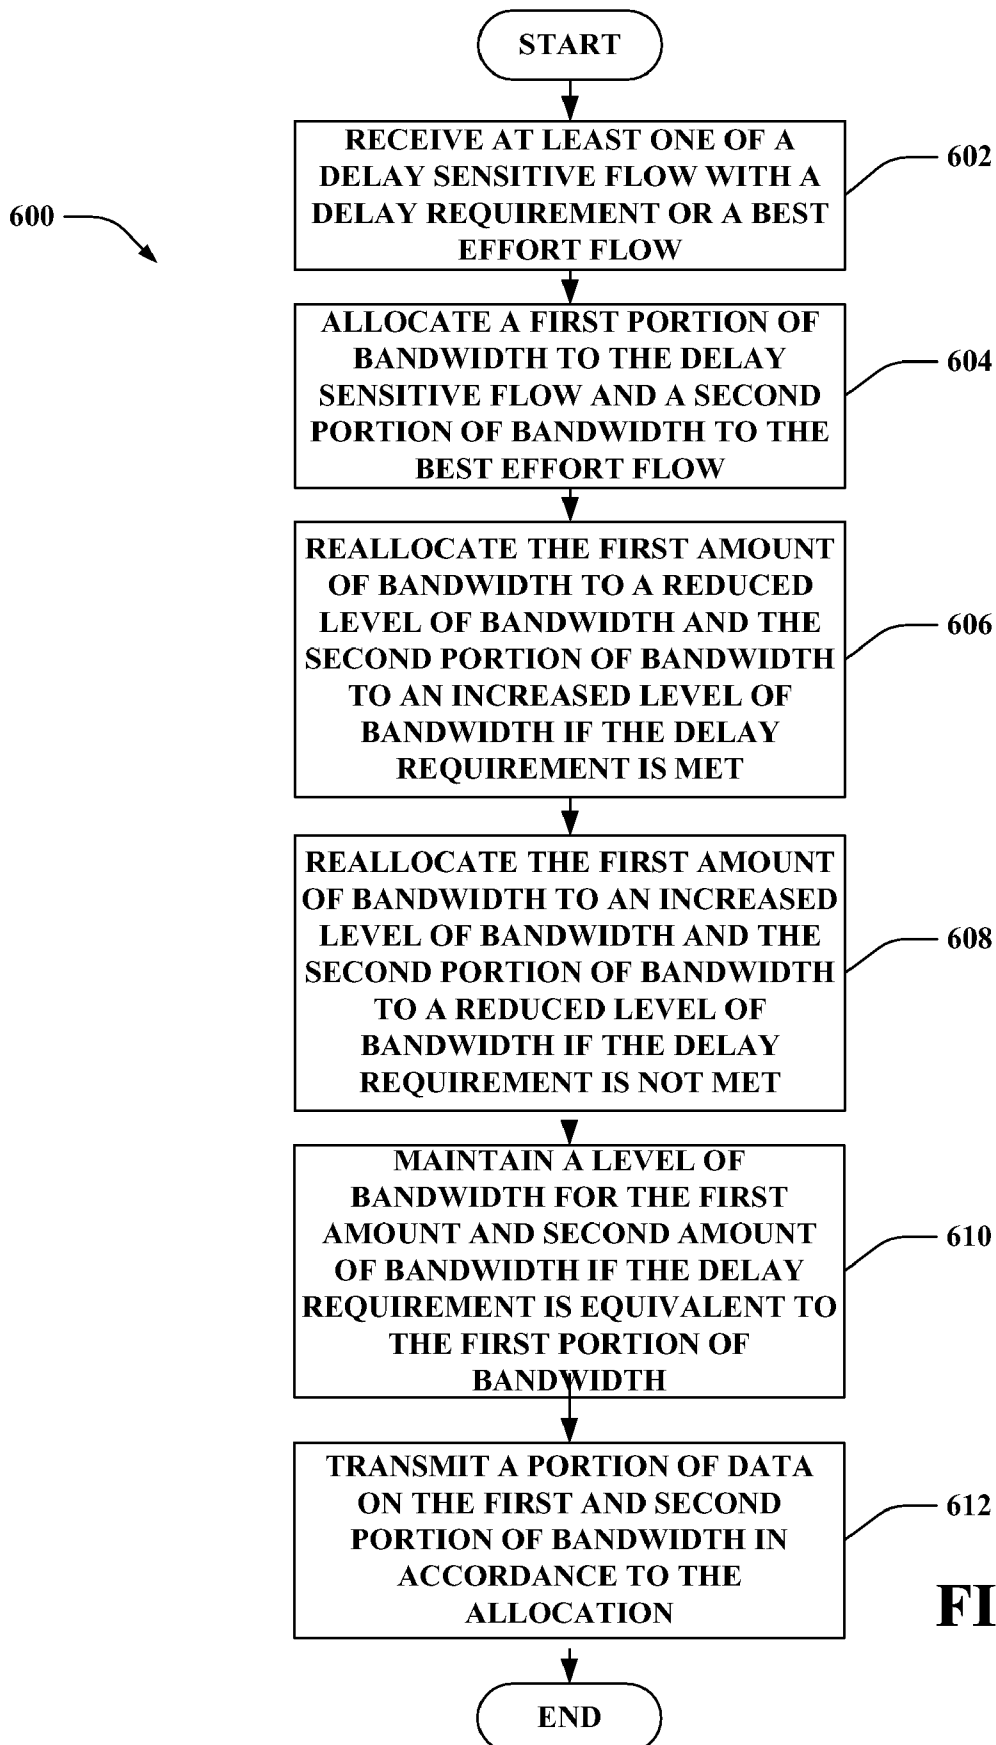 START
RECEIVE AT LEAST ONE OF A
DELAY SENSITIVE FLOW WITH A
DELAY REQUIREMENT OR A BEST
EFFORT FLOW
602
600
ALLOCATE A FIRST PORTION OF
BANDWIDTH TO THE DELAY
SENSITIVE FLOW AND A SECOND
PORTION OF BANDWIDTH TO THE
BEST EFFORT FLOW
604
REALLOCATE THE FIRST AMOUNT
OF BANDWIDTH TO A REDUCED
LEVEL OF BANDWIDTH AND THE
SECOND PORTION OF BANDWIDTH
TO AN INCREASED LEVEL OF
BANDWIDTH IF THE DELAY
REQUIREMENT IS MET
606
REALLOCATE THE FIRST AMOUNT
OF BANDWIDTH TO AN INCREASED
LEVEL OF BANDWIDTH AND THE
SECOND PORTION OF BANDWIDTH
TO A REDUCED LEVEL OF
BANDWIDTH IF THE DELAY
REQUIREMENT IS NOT MET
608
MAINTAIN A LEVEL OF
BANDWIDTH FOR THE FIRST
AMOUNT AND SECOND AMOUNT
OF BANDWIDTH IF THE DELAY
REQUIREMENT IS EQUIVALENT TO
THE FIRST PORTION OF
BANDWIDTH
610
TRANSMIT A PORTION OF DATA
ON THE FIRST AND SECOND
PORTION OF BANDWIDTH IN
ACCORDANCE TO THE
ALLOCATION
612
FI
END